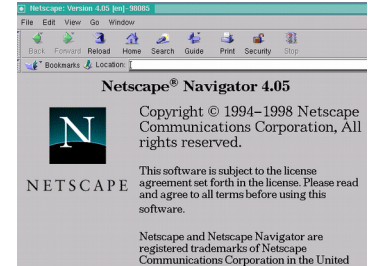 Netscape: Version 4.05 [en]-98085
File Edit View Go Window
Back Forward Reload Home Search Guide Print Security Stop
Bookmarks Location:
Netscape® Navigator 4.05
N
NETSCAPE
Copyright © 1994–1998 Netscape
Communications Corporation, All
rights reserved.
This software is subject to the license
agreement set forth in the license. Please read
and agree to all terms before using this
software.
Netscape and Netscape Navigator are
registered trademarks of Netscape
Communications Corporation in the United